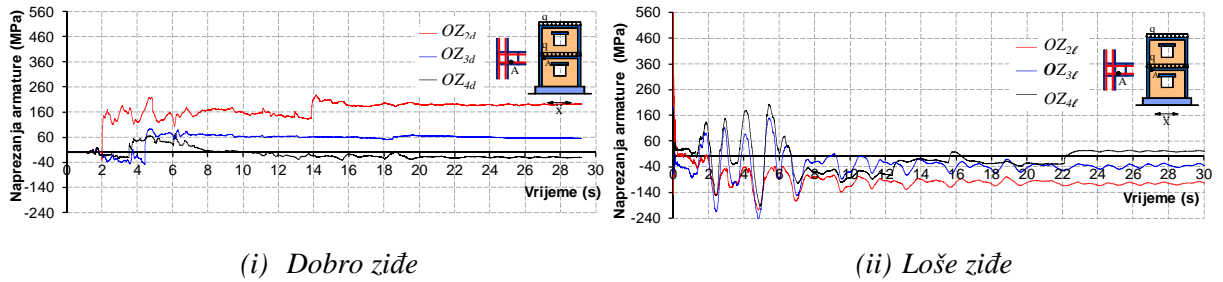 Naprezanja armature (MPa)
560
460
360
260
160
60
-40
-140
-240
0 2 4 6 8 10 12 14 16 18 20 22 24 26 28 30
Vrijeme (s)
OZ2d
OZ3d
OZ4d
A
q
q
A
x
(i) Dobro ziđe
Naprezanja armature (MPa)
560
460
360
260
160
60
-40
-140
-240
0 2 4 6 8 10 12 14 16 18 20 22 24 26 28 30
Vrijeme (s)
OZ2ℓ
OZ3ℓ
OZ4ℓ
A
q
q
A
x
(ii) Loše ziđe